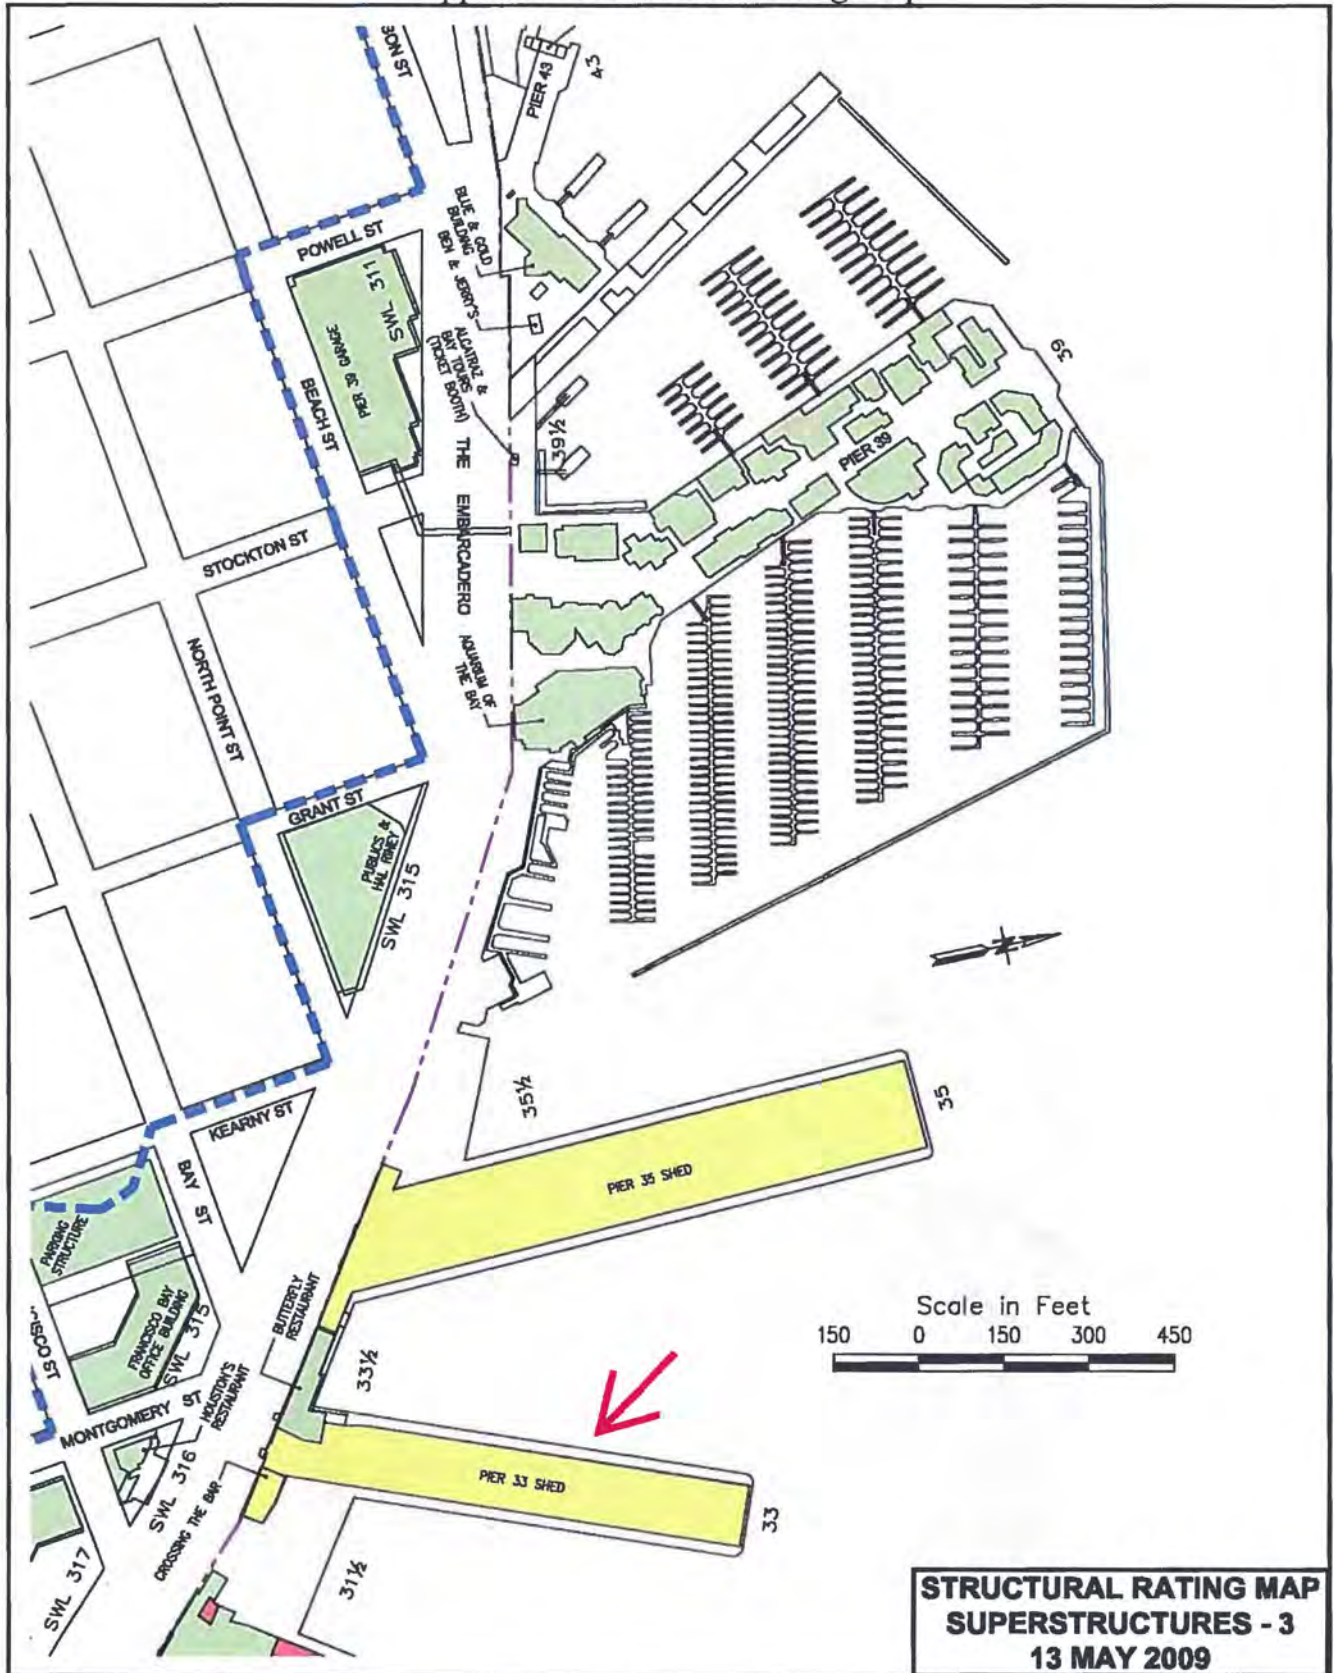 SON ST
PIER 43
43
BLUE & GOLD
BUILDING
BEN & JERRY'S
POWELL ST
SWL 311
PIER 39 GARAGE
ALCATRAZ &
BAY TOURS
(TICKET BOOTH)
BEACH ST
THE EMBARCADERO
39½
39
PIER 39
STOCKTON ST
NORTH POINT ST
AQUARIUM OF
THE BAY
GRANT ST
PUBLICS &
HAL RINEY
SWL 315
35½
35
KEARNY ST
BAY ST
PIER 35 SHED
PARKING
STRUCTURE
FRANCISCO BAY
OFFICE BUILDING
SWL 315
ISCO ST
BUTTERFLY
RESTAURANT
33½
Scale in Feet
150 0 150 300 450
MONTGOMERY ST
HOUSTON'S
RESTAURANT
SWL 316
CROSSING THE BAR
PIER 33 SHED
33
SWL 317
31½
STRUCTURAL RATING MAP
SUPERSTRUCTURES - 3
13 MAY 2009